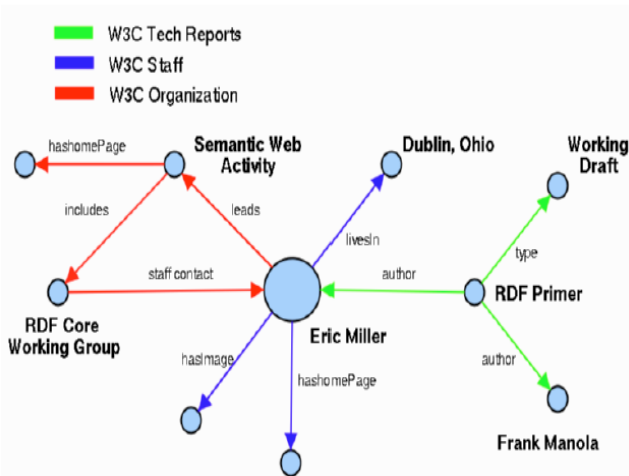 W3C Tech Reports
W3C Staff
W3C Organization
hashomePage
Semantic Web
Activity
Dublin, Ohio
Working
Draft
includes
leads
livesIn
type
staff contact
author
RDF Core
Working Group
Eric Miller
RDF Primer
hasImage
hashomePage
author
Frank Manola